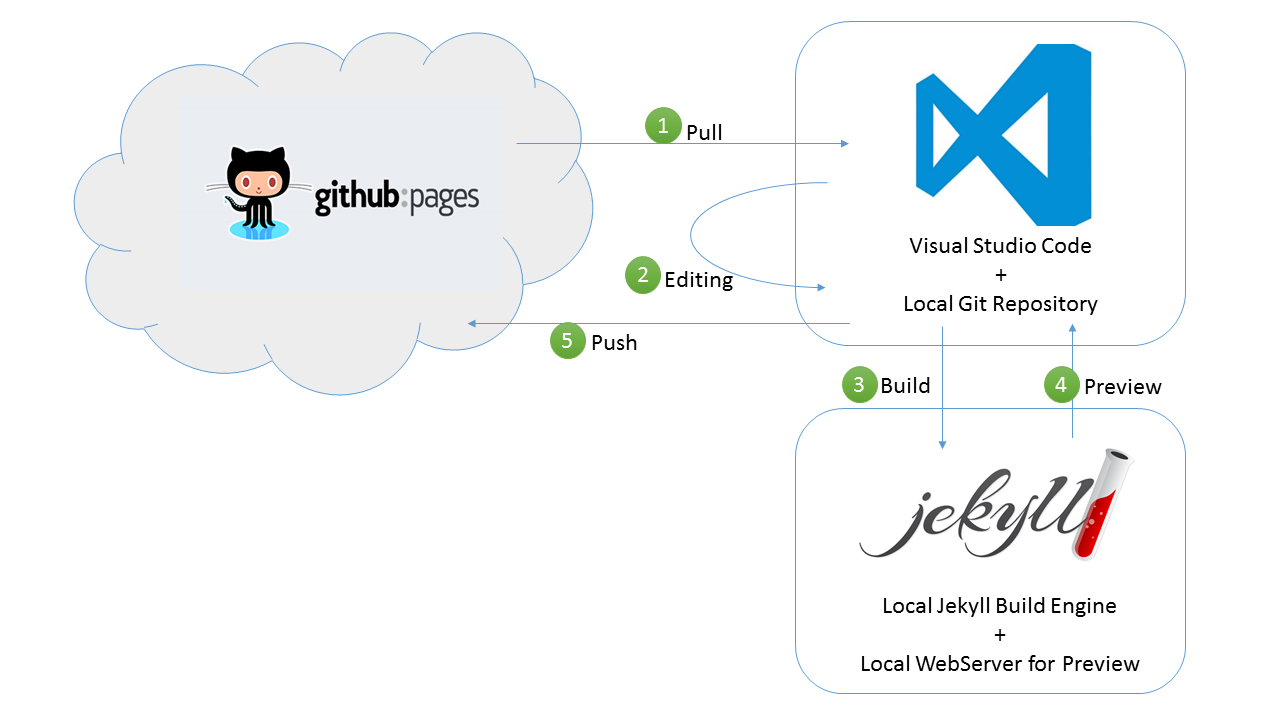 github:pages
1 Pull
2 Editing
5 Push
Visual Studio Code
+
Local Git Repository
3 Build
4 Preview
jekyll
Local Jekyll Build Engine
+
Local WebServer for Preview